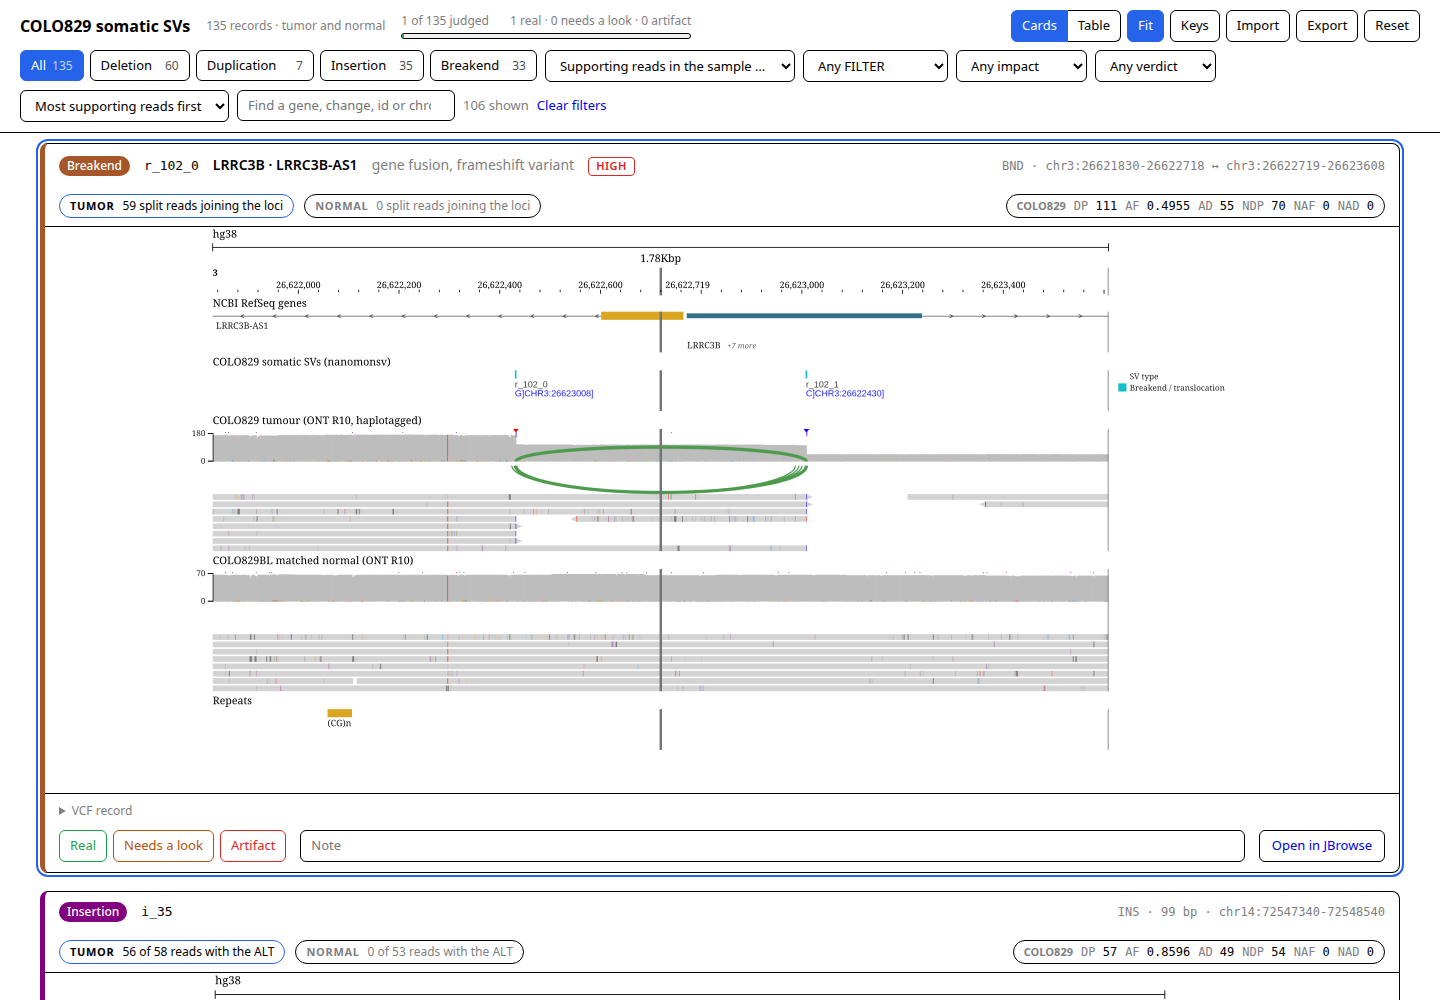 COLO829 somatic SVs
135 records · tumor and normal
1 of 135 judged
1 real · 0 needs a look · 0 artifact
Cards
Table
Fit
Keys
Import
Export
Reset
All 135
Deletion 60
Duplication 7
Insertion 35
Breakend 33
Supporting reads in the sample ...
Any FILTER
Any impact
Any verdict
Most supporting reads first
Find a gene, change, id or chr
106 shown
Clear filters
Breakend
r_102_0
LRRC3B · LRRC3B-AS1
gene fusion, frameshift variant
HIGH
BND · chr3:26621830-26622718 ↔ chr3:26622719-26623608
TUMOR 59 split reads joining the loci
NORMAL 0 split reads joining the loci
COLO829 DP 111 AF 0.4955 AD 55 NDP 70 NAF 0 NAD 0
hg38
1.78Kbp
3
26,622,000
26,622,200
26,622,400
26,622,600
26,622,719
26,623,000
26,623,200
26,623,400
NCBI RefSeq genes
LRRC3B-AS1
LRRC3B +7 more
COLO829 somatic SVs (nanomonsv)
r_102_0
G]CHR3:26623008]
r_102_1
C]CHR3:26622430]
SV type
Breakend / translocation
COLO829 tumour (ONT R10, haplotagged)
180
0
COLO829BL matched normal (ONT R10)
70
0
Repeats
(CG)n
VCF record
Real
Needs a look
Artifact
Note
Open in JBrowse
Insertion
i_35
INS · 99 bp · chr14:72547340-72548540
TUMOR 56 of 58 reads with the ALT
NORMAL 0 of 53 reads with the ALT
COLO829 DP 57 AF 0.8596 AD 49 NDP 54 NAF 0 NAD 0
hg38